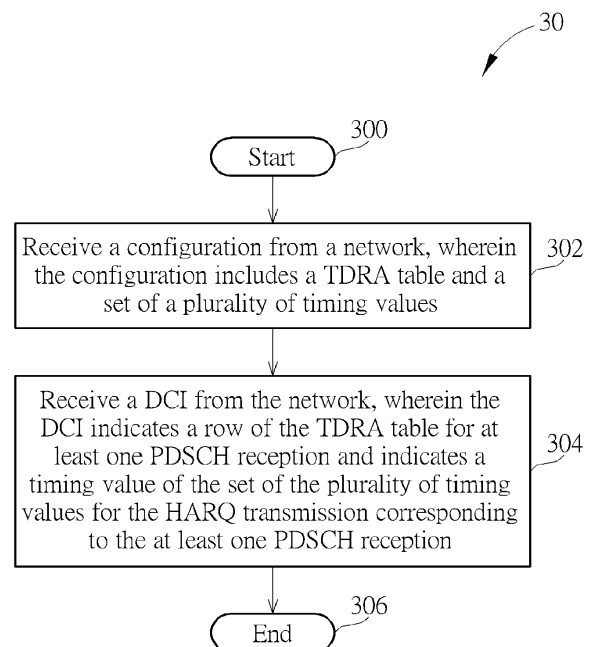 30
300
Start
Receive a configuration from a network, wherein
the configuration includes a TDRA table and a
set of a plurality of timing values
302
Receive a DCI from the network, wherein the
DCI indicates a row of the TDRA table for at
least one PDSCH reception and indicates a
timing value of the set of the plurality of timing
values for the HARQ transmission corresponding
to the at least one PDSCH reception
304
306
End